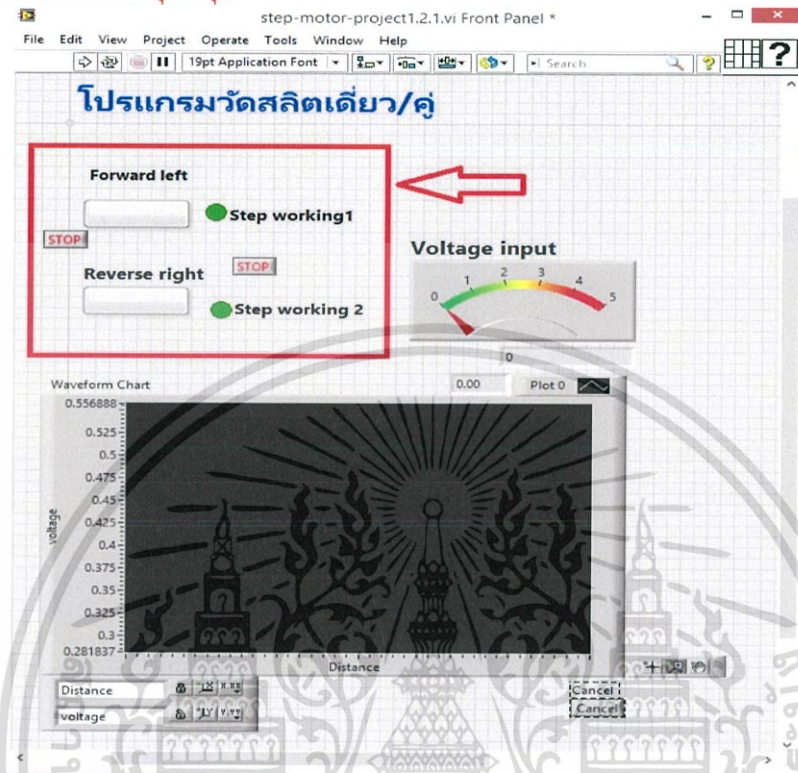 step-motor-project1.2.1.vi Front Panel *
File Edit View Project Operate Tools Window Help
19pt Application Font
Search
?
โปรแกรมวัดสลิตเดี่ยว/คู่
Forward left
Step working1
STOP
Reverse right
STOP
Step working 2
Voltage input
0 1 2 3 4 5
0
Waveform Chart
0.00
Plot 0
0.556888
0.525
0.5
0.475
0.45
0.425
0.4
0.375
0.35
0.325
0.3
0.281837
voltage
Distance
Distance
voltage
Cancel
Cancel